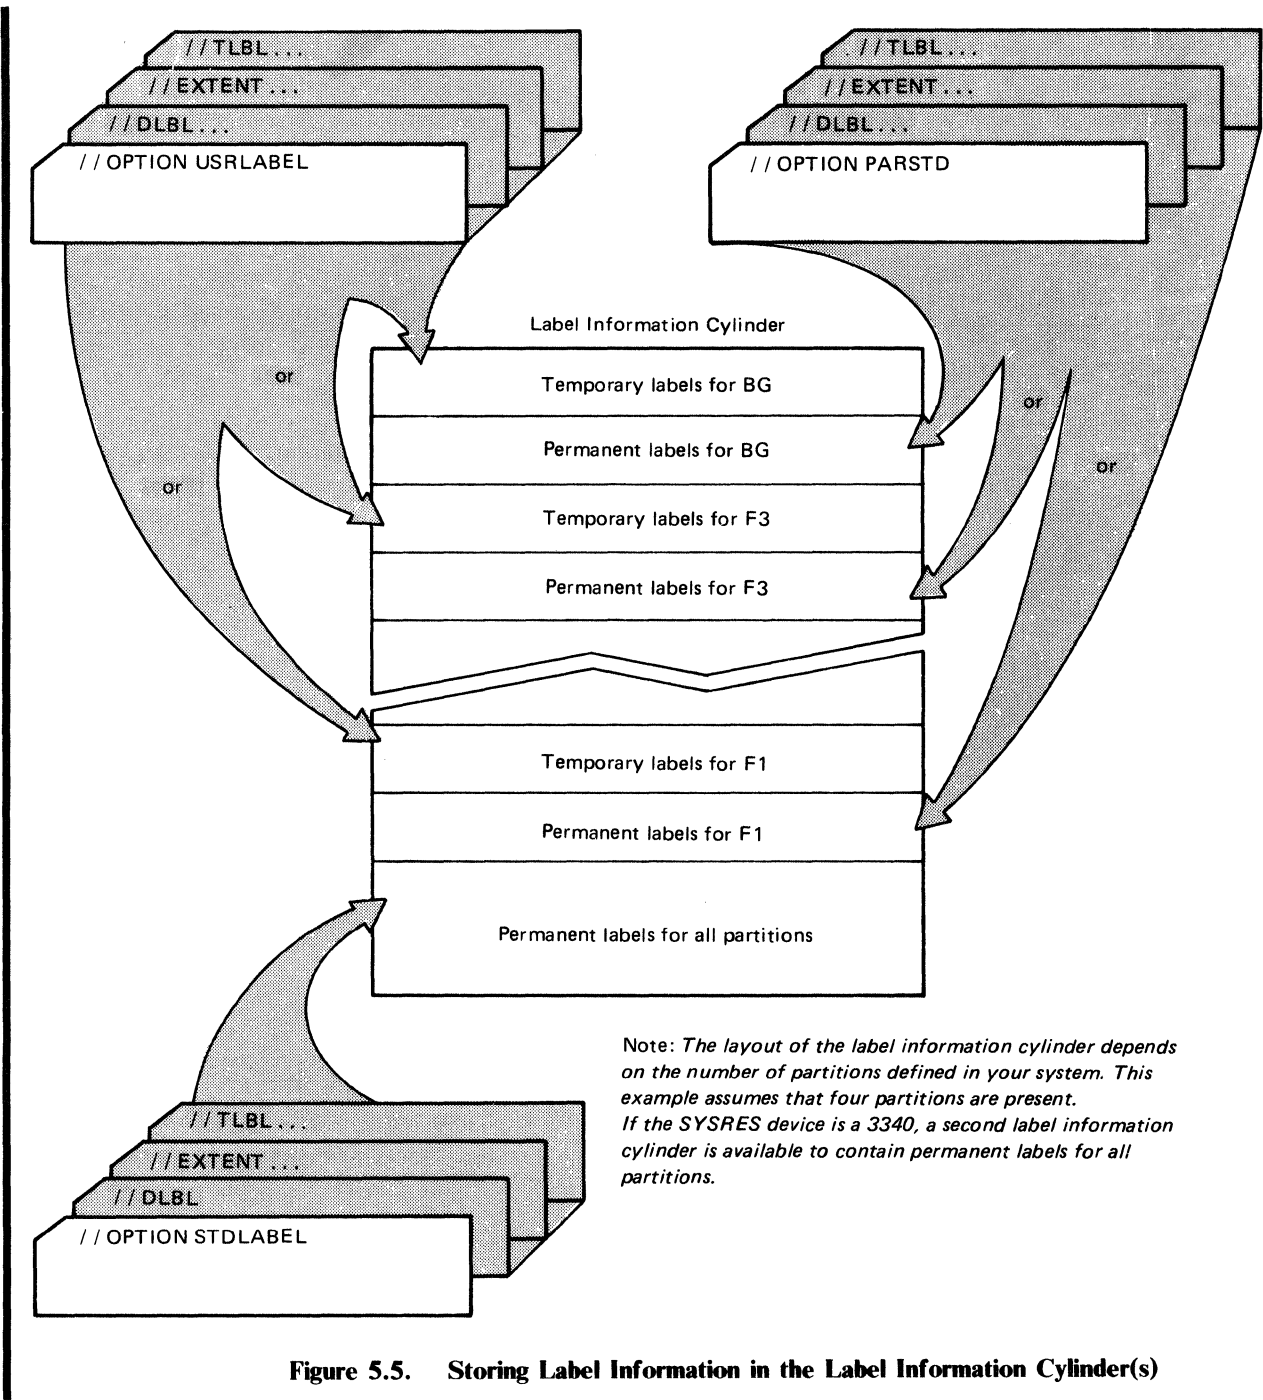 // TLBL ...
// EXTENT ...
// DLBL ...
// OPTION USRLABEL
// TLBL ...
// EXTENT ...
// DLBL ...
// OPTION PARSTD
Label Information Cylinder
or
or
or
or
Temporary labels for BG
Permanent labels for BG
Temporary labels for F3
Permanent labels for F3
Temporary labels for F1
Permanent labels for F1
Permanent labels for all partitions
Note: The layout of the label information cylinder depends
on the number of partitions defined in your system. This
example assumes that four partitions are present.
If the SYSRES device is a 3340, a second label information
cylinder is available to contain permanent labels for all
partitions.
// TLBL ...
// EXTENT ...
// DLBL
// OPTION STDLABEL
Figure 5.5. Storing Label Information in the Label Information Cylinder(s)